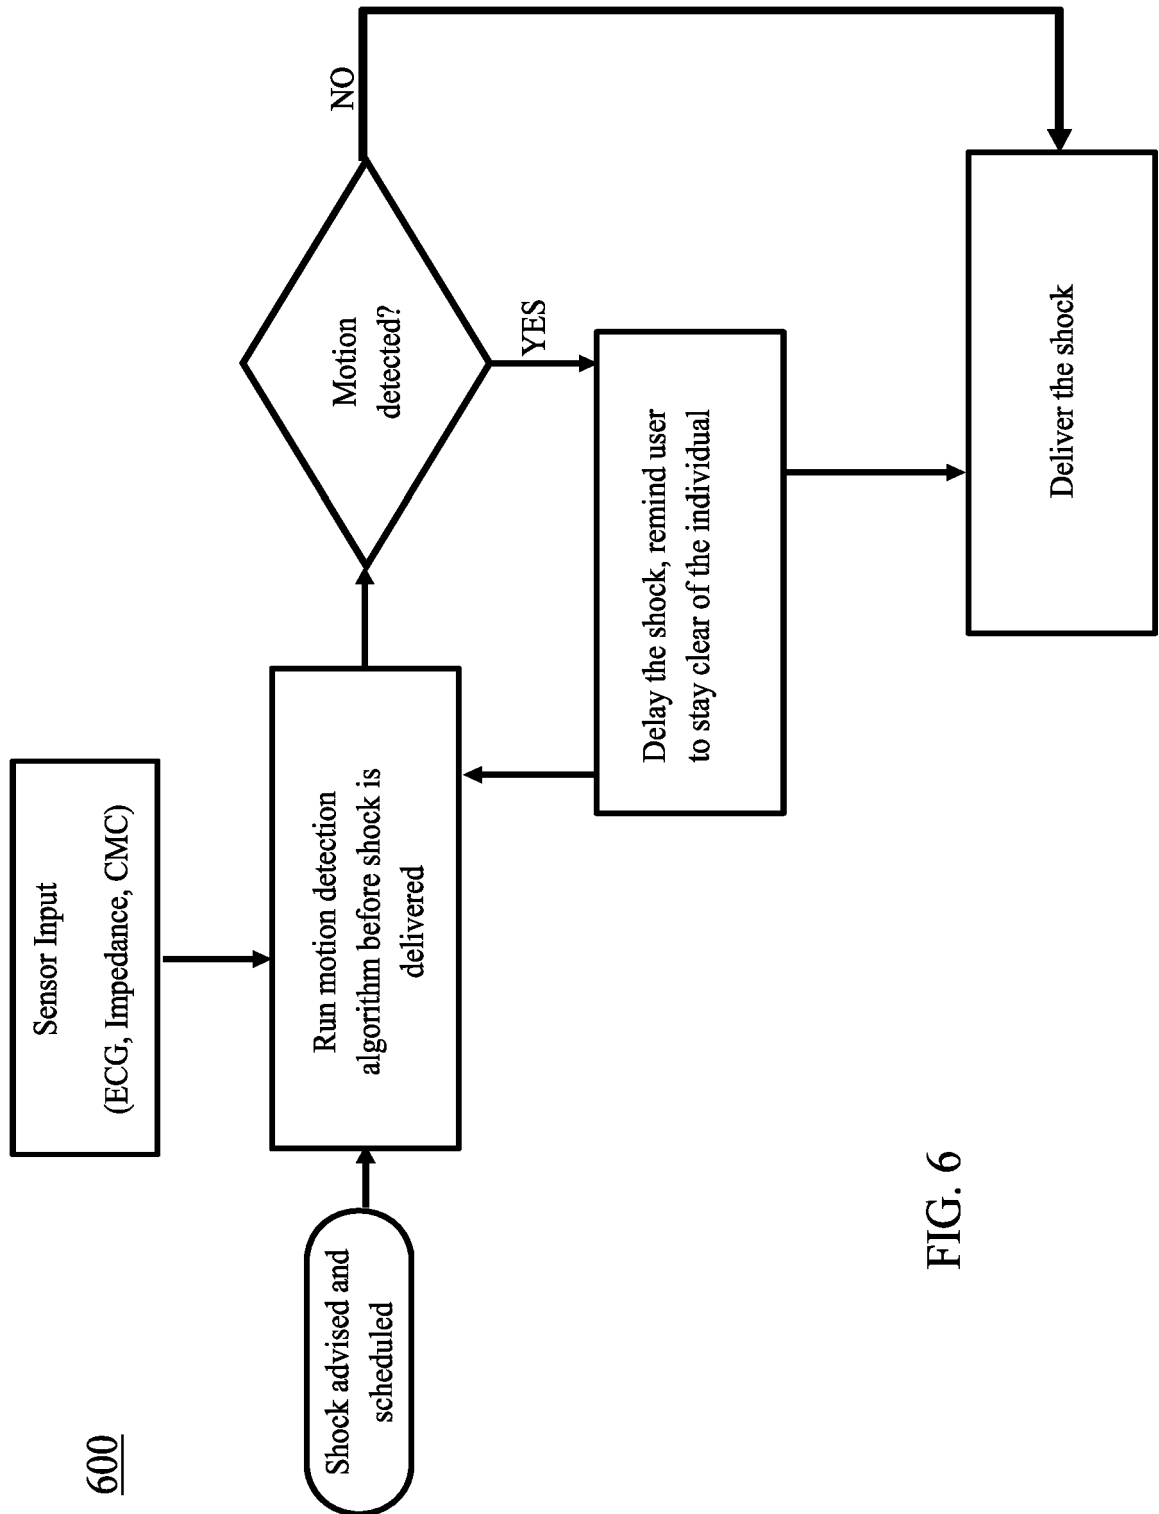 600
Sensor Input
(ECG, Impedance, CMC)
Shock advised and
scheduled
Run motion detection
algorithm before shock is
delivered
Motion
detected?
NO
YES
Delay the shock, remind user
to stay clear of the individual
Deliver the shock
FIG. 6